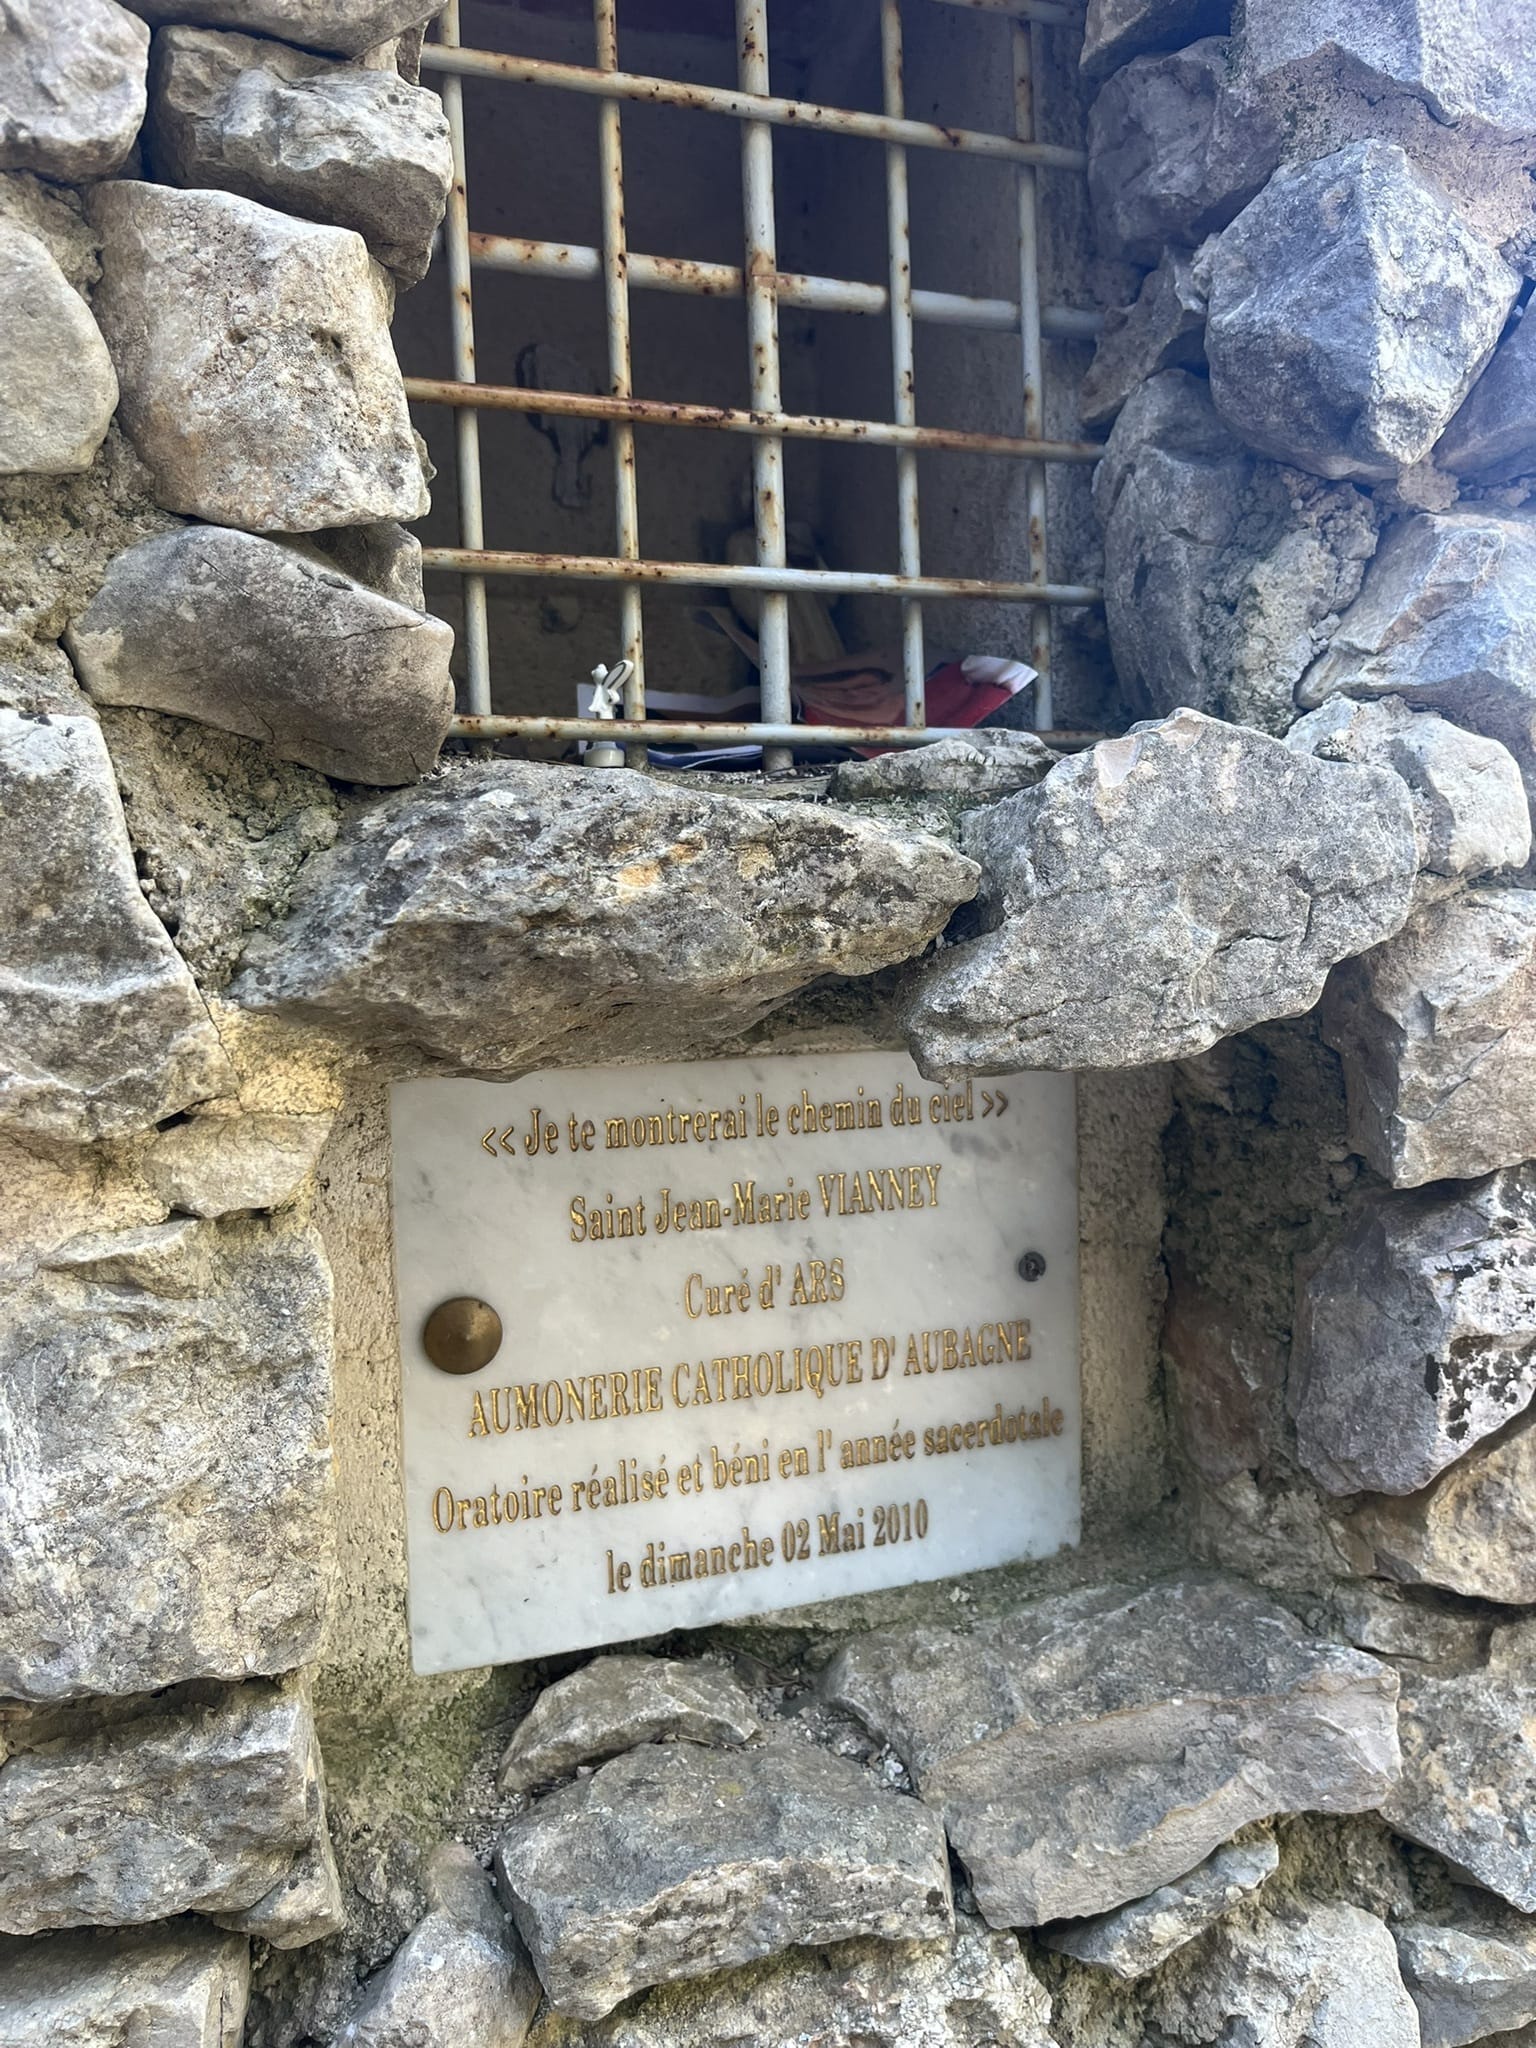 << Je te montrerai le chemin du ciel >>
Saint Jean-Marie VIANNEY
Curé d' ARS
AUMONERIE CATHOLIQUE D' AUBAGNE
Oratoire réalisé et béni en l' année sacerdotale
le dimanche 02 Mai 2010